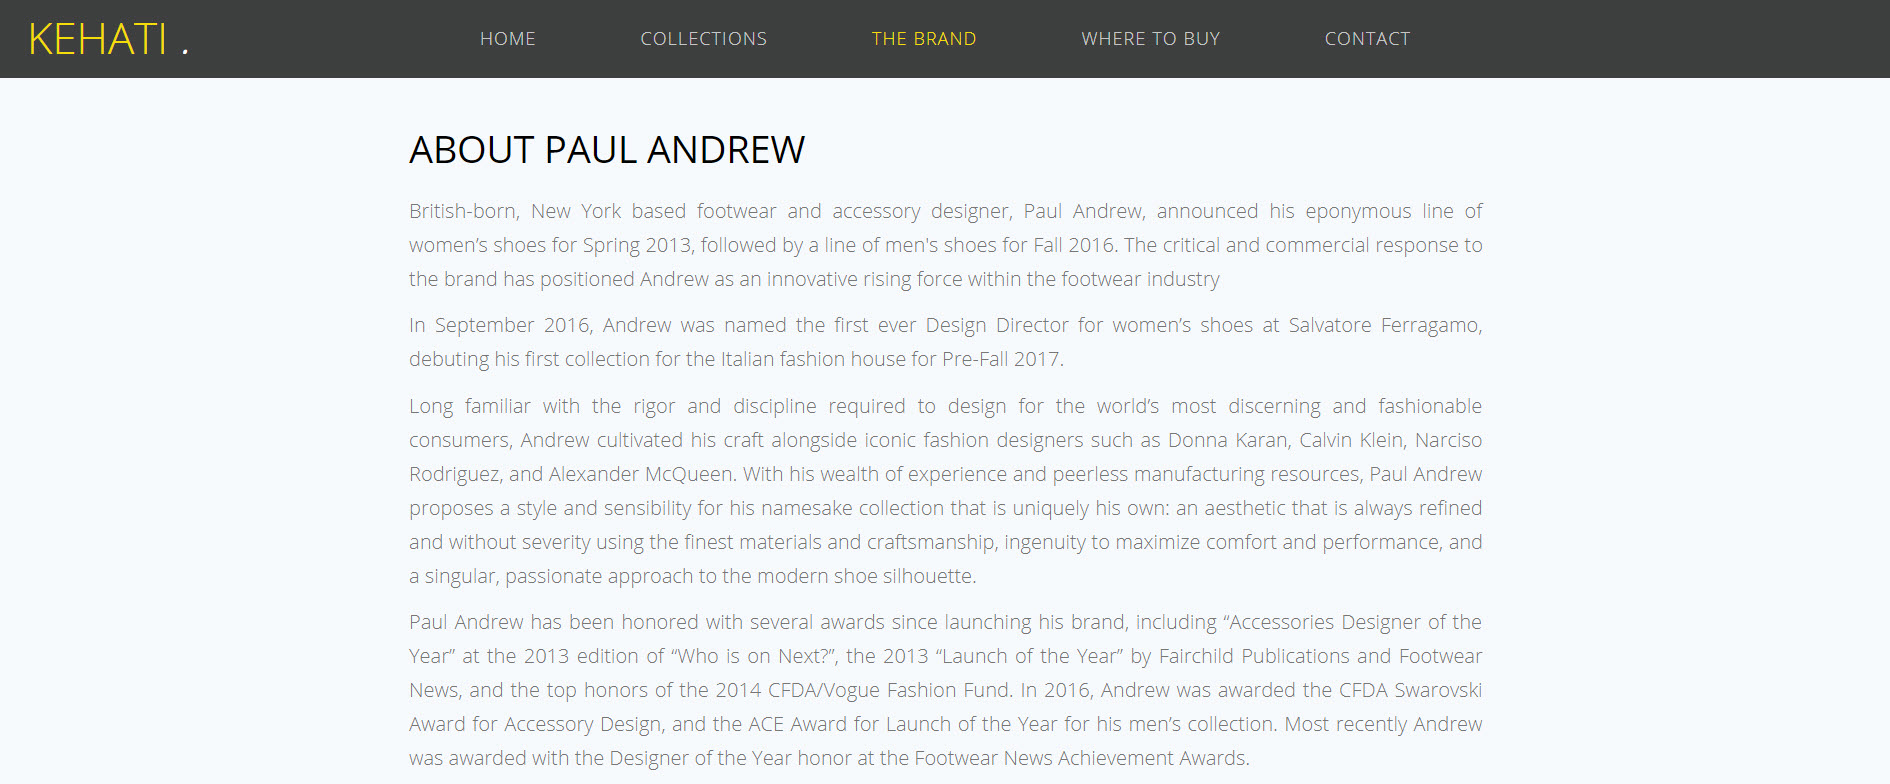 KEHATI .
HOME COLLECTIONS THE BRAND WHERE TO BUY CONTACT
ABOUT PAUL ANDREW
British-born, New York based footwear and accessory designer, Paul Andrew, announced his eponymous line of
women’s shoes for Spring 2013, followed by a line of men's shoes for Fall 2016. The critical and commercial response to
the brand has positioned Andrew as an innovative rising force within the footwear industry
In September 2016, Andrew was named the first ever Design Director for women’s shoes at Salvatore Ferragamo,
debuting his first collection for the Italian fashion house for Pre-Fall 2017.
Long familiar with the rigor and discipline required to design for the world’s most discerning and fashionable
consumers, Andrew cultivated his craft alongside iconic fashion designers such as Donna Karan, Calvin Klein, Narciso
Rodriguez, and Alexander McQueen. With his wealth of experience and peerless manufacturing resources, Paul Andrew
proposes a style and sensibility for his namesake collection that is uniquely his own: an aesthetic that is always refined
and without severity using the finest materials and craftsmanship, ingenuity to maximize comfort and performance, and
a singular, passionate approach to the modern shoe silhouette.
Paul Andrew has been honored with several awards since launching his brand, including “Accessories Designer of the
Year” at the 2013 edition of “Who is on Next?”, the 2013 “Launch of the Year” by Fairchild Publications and Footwear
News, and the top honors of the 2014 CFDA/Vogue Fashion Fund. In 2016, Andrew was awarded the CFDA Swarovski
Award for Accessory Design, and the ACE Award for Launch of the Year for his men’s collection. Most recently Andrew
was awarded with the Designer of the Year honor at the Footwear News Achievement Awards.